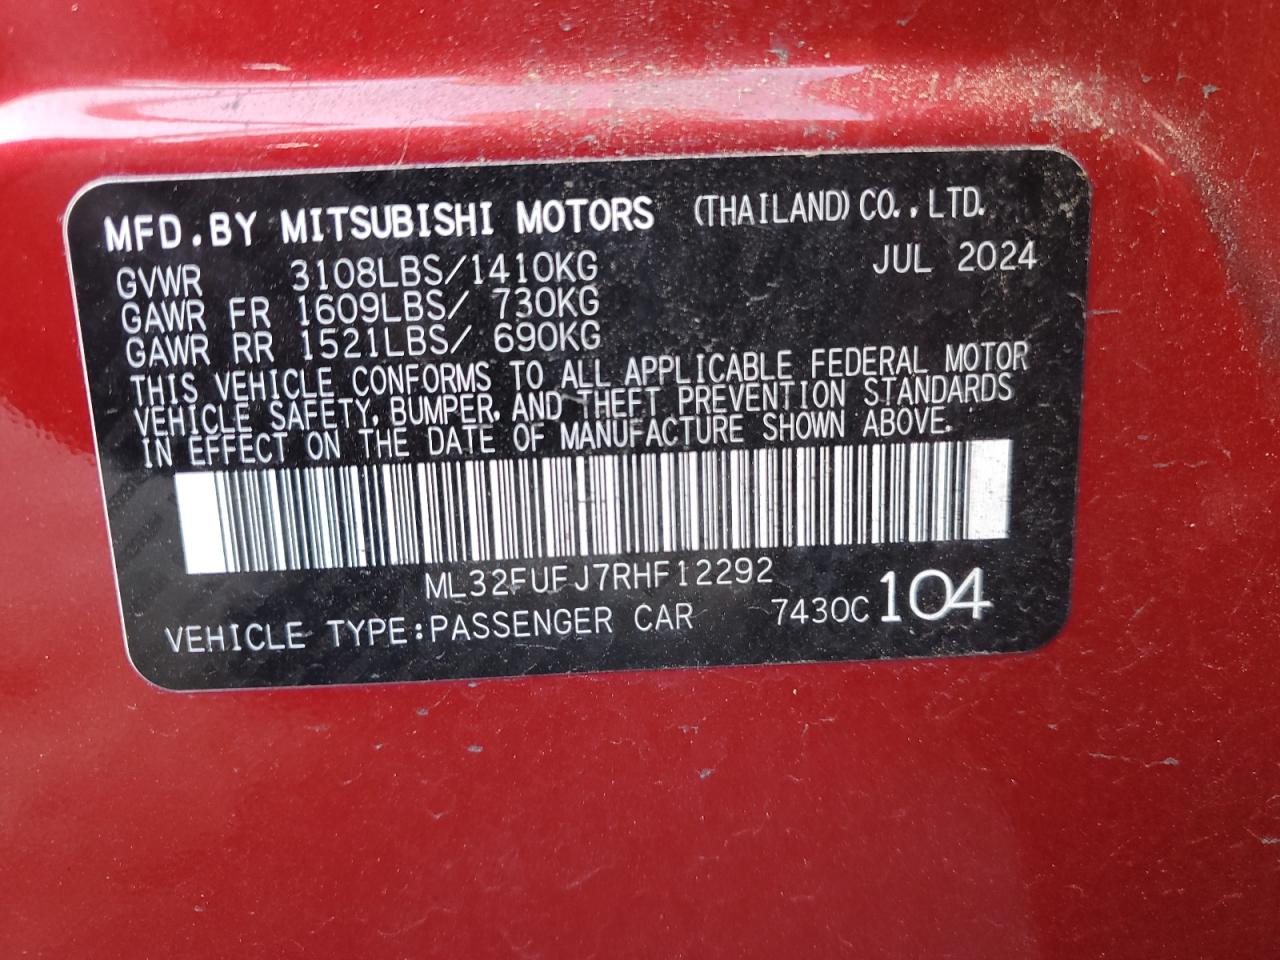 MFD.BY MITSUBISHI MOTORS (THAILAND) CO., LTD.
GVWR 3108LBS/1410KG JUL 2024
GAWR FR 1609LBS/ 730KG
GAWR RR 1521LBS/ 690KG
THIS VEHICLE CONFORMS TO ALL APPLICABLE FEDERAL MOTOR
VEHICLE SAFETY, BUMPER, AND THEFT PREVENTION STANDARDS
IN EFFECT ON THE DATE OF MANUFACTURE SHOWN ABOVE.
ML32FUFJ7RHF12292
VEHICLE TYPE:PASSENGER CAR 7430C 104